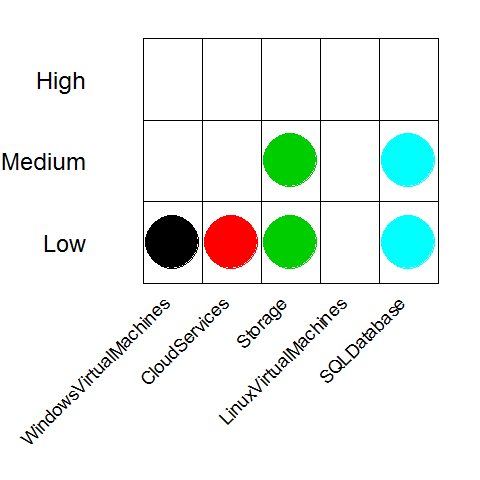 High
Medium
Low
WindowsVirtualMachines
CloudServices
Storage
LinuxVirtualMachines
SQLDatabase